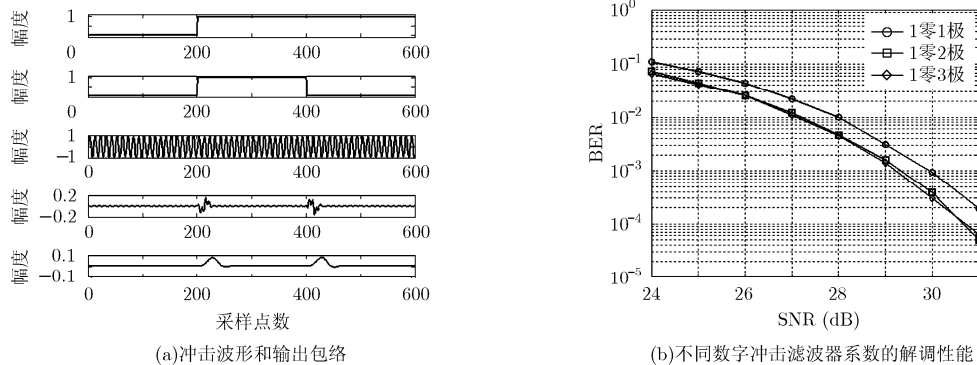 幅度
1
0
0
200
400
600
幅度
1
0
0
200
400
600
幅度
1
−1
幅度
0.2
−0.2
0
200
400
600
幅度
0.1
−0.1
0
200
400
600
采样点数
(a)冲击波形和输出包络
BER
10⁰
10⁻¹
10⁻²
10⁻³
10⁻⁴
10⁻⁵
24
26
28
30
SNR (dB)
1零1极
1零2极
1零3极
(b)不同数字冲击滤波器系数的解调性能